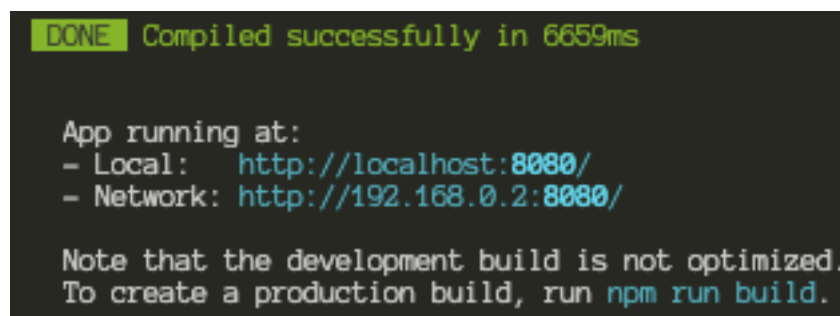 DONE Compiled successfully in 6659ms
App running at:
- Local: http://localhost:8080/
- Network: http://192.168.0.2:8080/
Note that the development build is not optimized.
To create a production build, run npm run build.